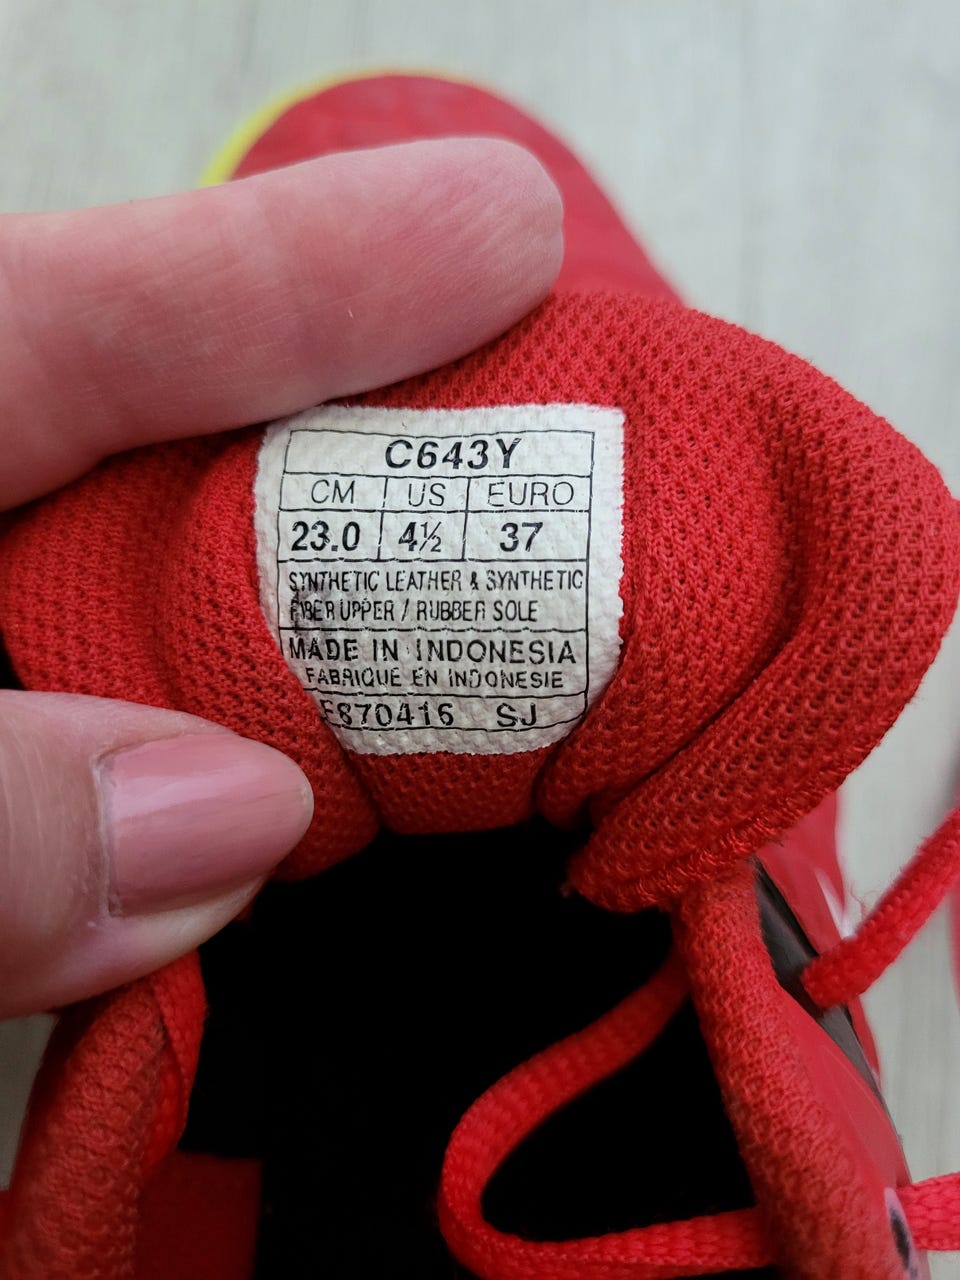 C643Y
CM US EURO
23.0 4½ 37
SYNTHETIC LEATHER & SYNTHETIC
FIBER UPPER / RUBBER SOLE
MADE IN INDONESIA
FABRIQUE EN INDONESIE
E870416 SJ